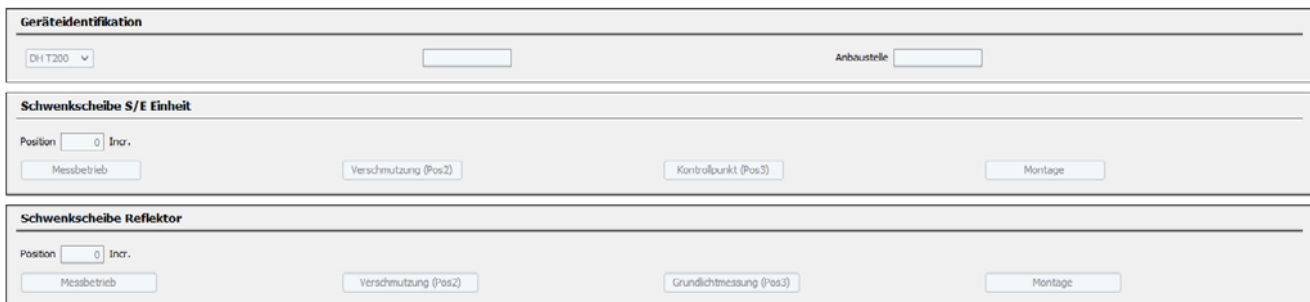 Geräteidentifikation
DH T200 Anbaustelle
Schwenkscheibe S/E Einheit
Position 0 Incr.
Messbetrieb Verschmutzung (Pos2) Kontrollpunkt (Pos3) Montage
Schwenkscheibe Reflektor
Position 0 Incr.
Messbetrieb Verschmutzung (Pos2) Grundlichtmessung (Pos3) Montage